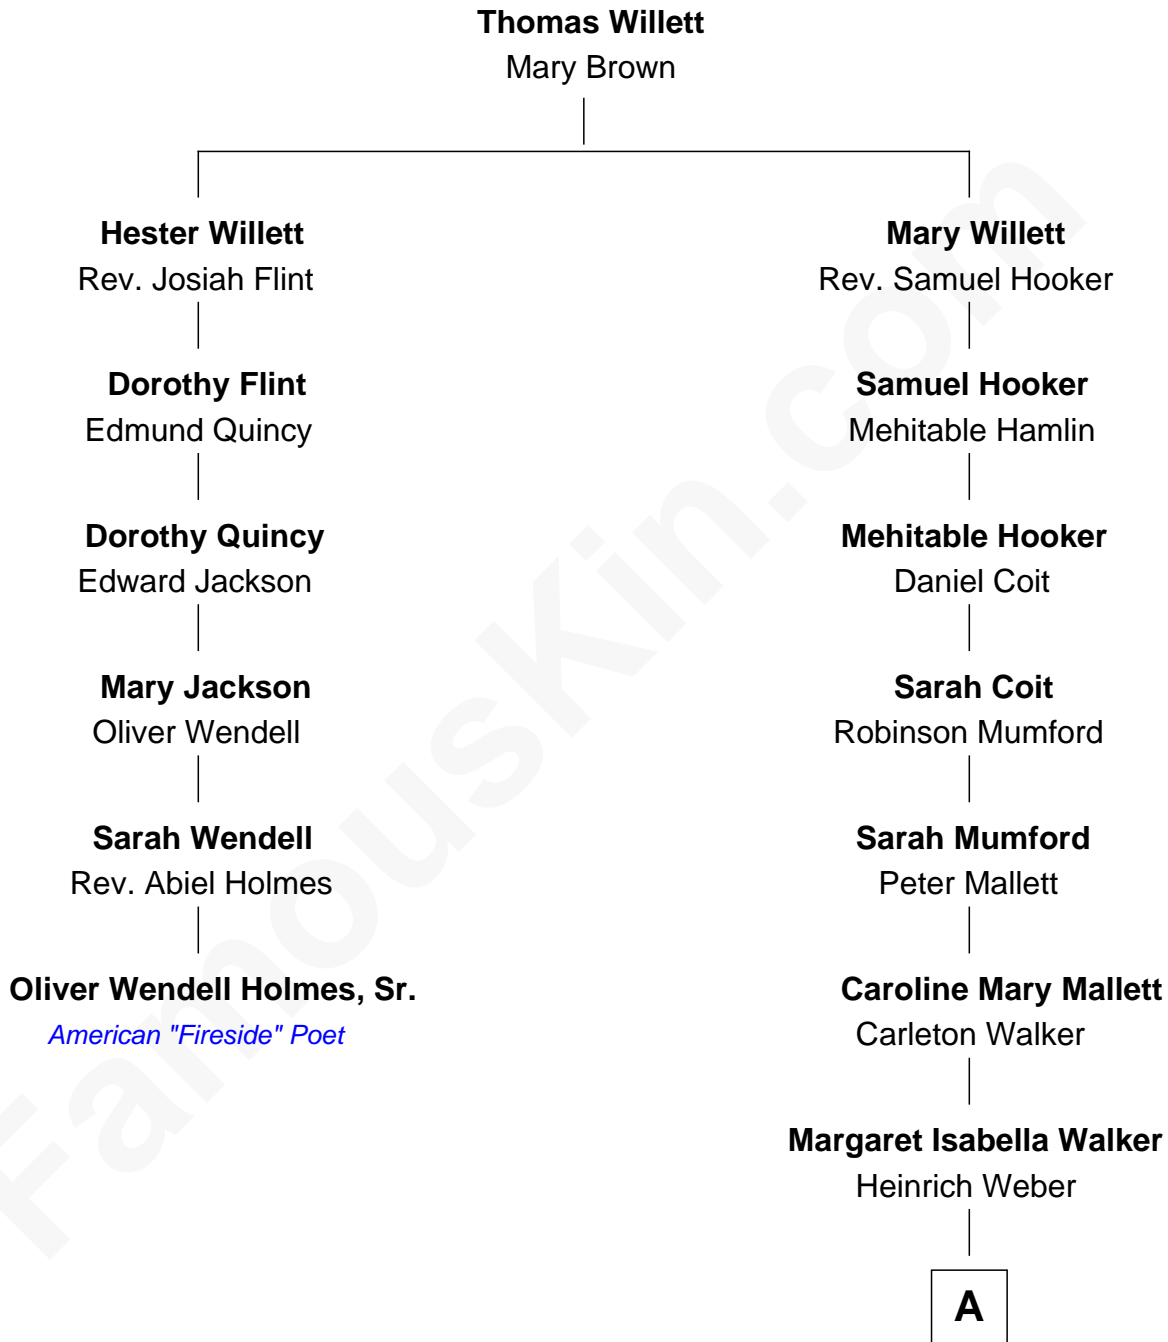 Thomas Willett
Mary Brown
Hester Willett
Rev. Josiah Flint
Mary Willett
Rev. Samuel Hooker
Dorothy Flint
Edmund Quincy
Samuel Hooker
Mehitable Hamlin
Dorothy Quincy
Edward Jackson
Mehitable Hooker
Daniel Coit
Mary Jackson
Oliver Wendell
Sarah Coit
Robinson Mumford
Sarah Wendell
Rev. Abiel Holmes
Sarah Mumford
Peter Mallett
Oliver Wendell Holmes, Sr.
American "Fireside" Poet
Caroline Mary Mallett
Carleton Walker
Margaret Isabella Walker
Heinrich Weber
A
FamousKin.com